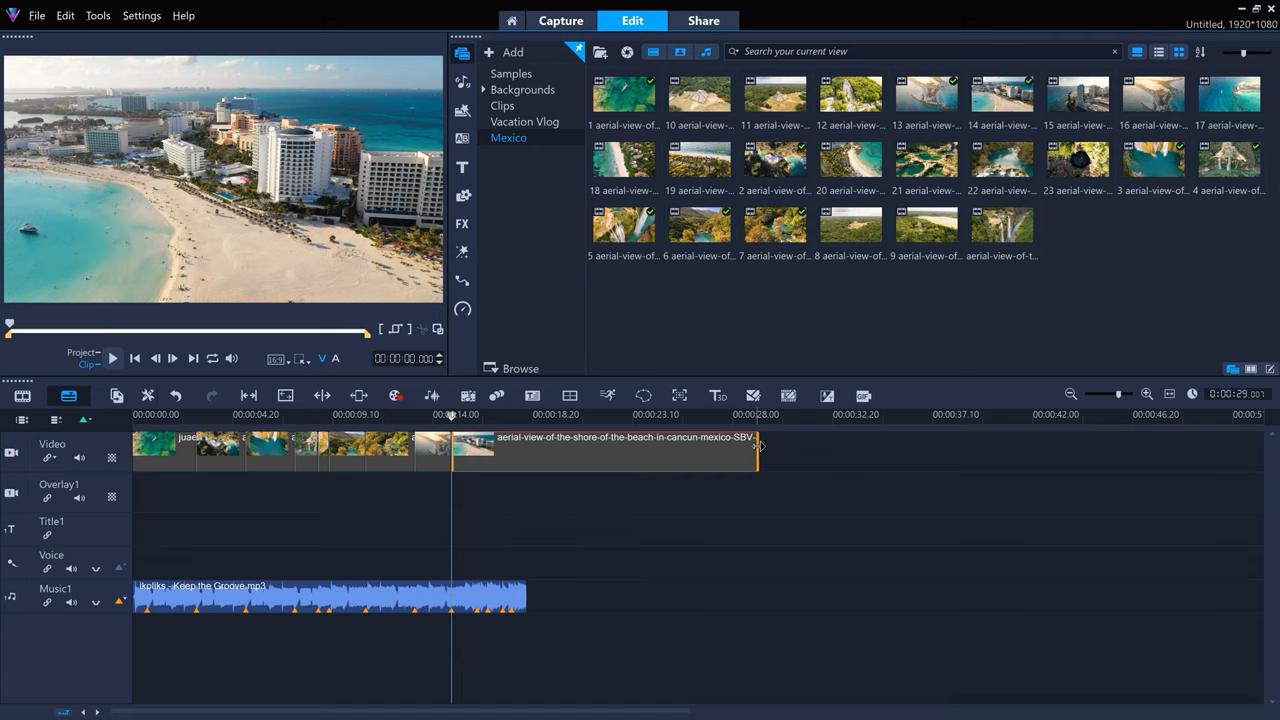 File Edit Tools Settings Help
Capture Edit Share
Untitled, 1920*1080
Add
Search your current view
Samples
Backgrounds
Clips
Vacation Vlog
Mexico
1 aerial-view-of... 10 aerial-view-... 11 aerial-view-... 12 aerial-view-... 13 aerial-view-... 14 aerial-view-... 15 aerial-view-... 16 aerial-view-... 17 aerial-view-...
18 aerial-view-... 19 aerial-view-... 2 aerial-view-of... 20 aerial-view-... 21 aerial-view-... 22 aerial-view-... 23 aerial-view-... 3 aerial-view-of... 4 aerial-view-of...
5 aerial-view-of... 6 aerial-view-of... 7 aerial-view-of... 8 aerial-view-of... 9 aerial-view-of... aerial-view-of-t...
Project
Clip
16:9
V A
00:00:00.000
Browse
T3D
GIF
0:00:29.001
00:00:00.00 00:00:04.20 00:00:09.10 00:00:14.00 00:00:18.20 00:00:23.10 00:00:28.00 00:00:32.20 00:00:37.10 00:00:42.00 00:00:46.20
Video
aerial-view-of-the-shore-of-the-beach-in-cancun-mexico-SBV-
Overlay1
Title1
Voice
Music1
ikoliks - Keep the Groove.mp3